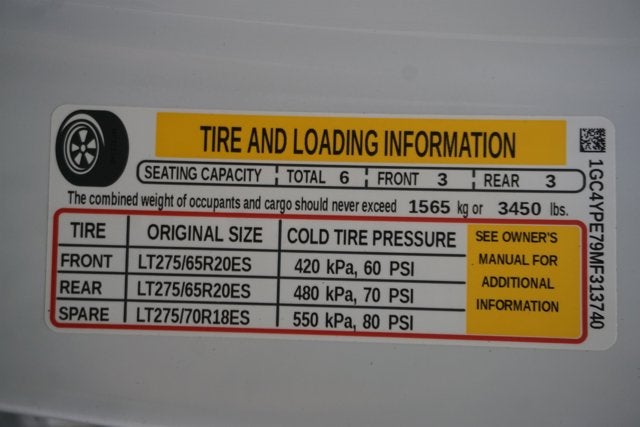 TIRE AND LOADING INFORMATION
SEATING CAPACITY TOTAL 6 FRONT 3 REAR 3
The combined weight of occupants and cargo should never exceed 1565 kg or 3450 lbs.
TIRE ORIGINAL SIZE COLD TIRE PRESSURE
FRONT LT275/65R20ES 420 kPa, 60 PSI
REAR LT275/65R20ES 480 kPa, 70 PSI
SPARE LT275/70R18ES 550 kPa, 80 PSI
SEE OWNER'S
MANUAL FOR
ADDITIONAL
INFORMATION
1GC4YPE79MF313740